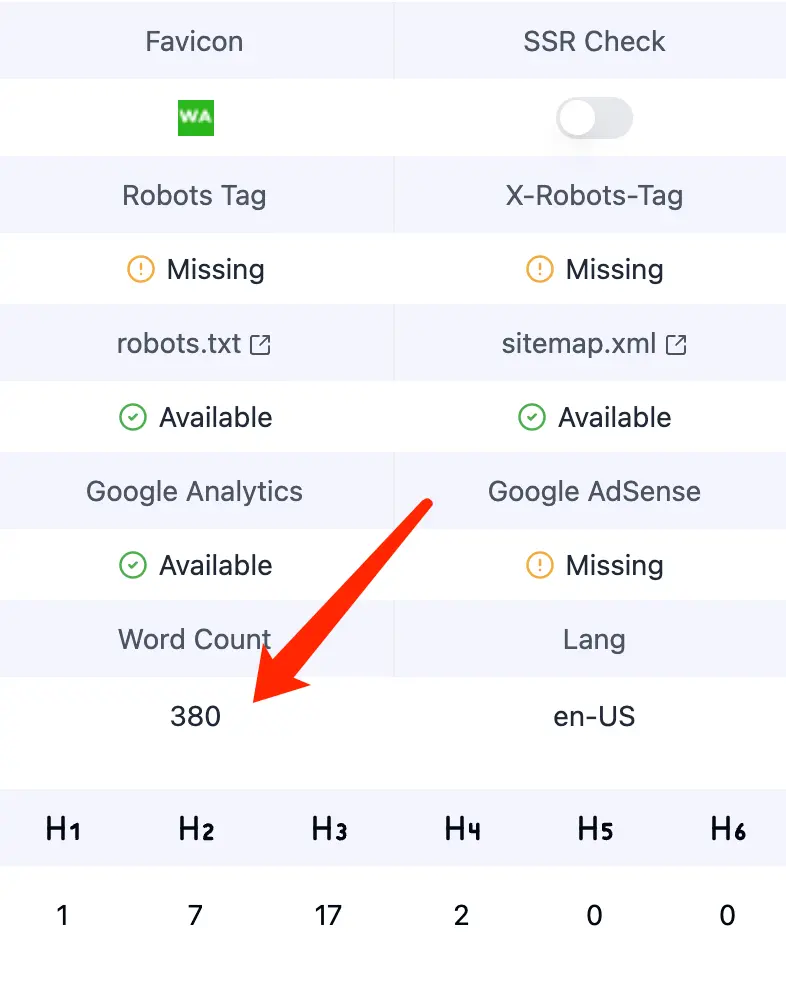 Favicon SSR Check
WA
Robots Tag X-Robots-Tag
Missing Missing
robots.txt sitemap.xml
Available Available
Google Analytics Google AdSense
Available Missing
Word Count Lang
380 en-US
H1 H2 H3 H4 H5 H6
1 7 17 2 0 0